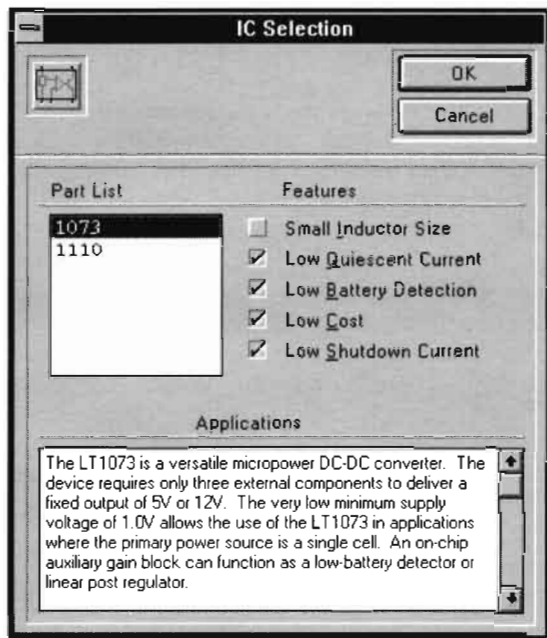 IC Selection
OK
Cancel
Part List
Features
1073
1110
Small Inductor Size
Low Quiescent Current
Low Battery Detection
Low Cost
Low Shutdown Current
Applications
The LT1073 is a versatile micropower DC-DC converter. The
device requires only three external components to deliver a
fixed output of 5V or 12V. The very low minimum supply
voltage of 1.0V allows the use of the LT1073 in applications
where the primary power source is a single cell. An on-chip
auxiliary gain block can function as a low-battery detector or
linear post regulator.